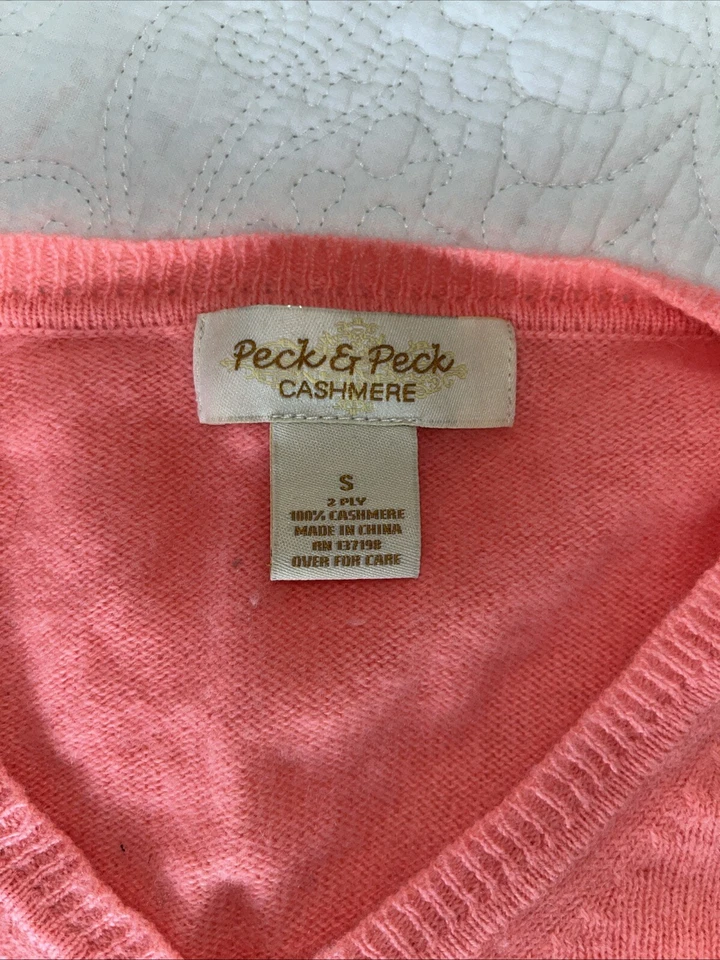 Peck & Peck
CASHMERE
S
2 PLY
100% CASHMERE
MADE IN CHINA
RN 137198
OVER FOR CARE